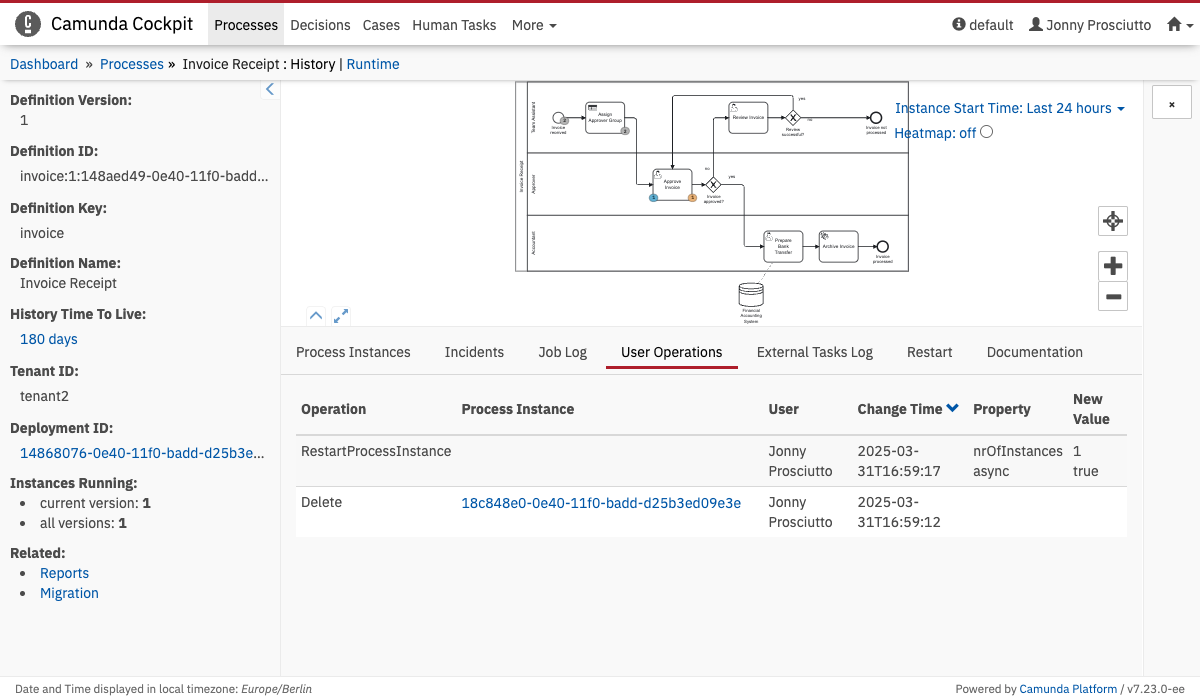 Camunda Cockpit Processes Decisions Cases Human Tasks More default Jonny Prosciutto
Dashboard » Processes » Invoice Receipt : History | Runtime
Definition Version:
1
Definition ID:
invoice:1:148aed49-0e40-11f0-badd...
Definition Key:
invoice
Definition Name:
Invoice Receipt
History Time To Live:
180 days
Tenant ID:
tenant2
Deployment ID:
14868076-0e40-11f0-badd-d25b3e...
Instances Running:
current version: 1
all versions: 1
Related:
Reports
Migration
Instance Start Time: Last 24 hours
Heatmap: off
Invoice Receipt
Team Assistant
Approver
Accountant
Invoice
received
Assign
Approver Group
Review Invoice
yes
no
Review
successful?
Invoice not
processed
Approve
Invoice
no
yes
Invoice
approved?
Prepare
Bank
Transfer
Archive Invoice
Invoice
processed
Financial
Accounting
System
Process Instances Incidents Job Log User Operations External Tasks Log Restart Documentation
Operation Process Instance User Change Time Property New
Value
RestartProcessInstance Jonny 2025-03- nrOfInstances 1
Prosciutto 31T16:59:17 async true
Delete 18c848e0-0e40-11f0-badd-d25b3ed09e3e Jonny 2025-03-
Prosciutto 31T16:59:12
Date and Time displayed in local timezone: Europe/Berlin
Powered by Camunda Platform / v7.23.0-ee